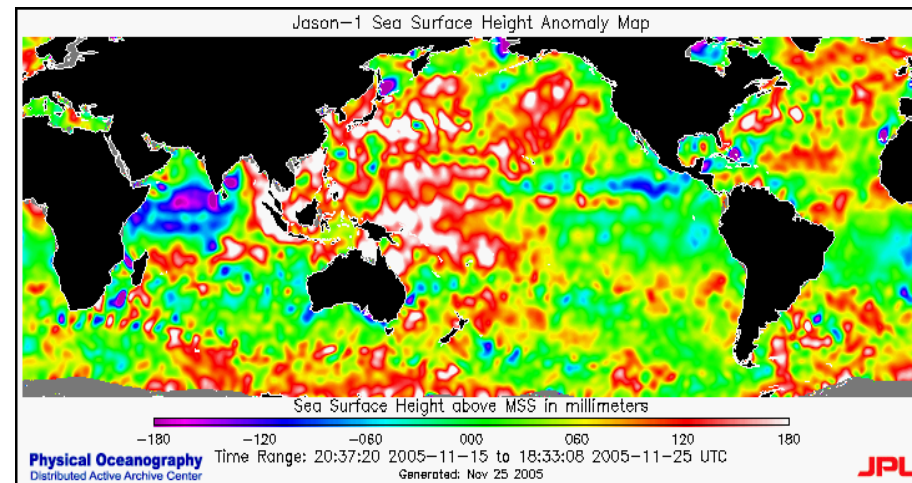 Jason-1 Sea Surface Height Anomaly Map
Sea Surface Height above MSS in millimeters
-180 -120 -080 000 060 120 180
Physical Oceanography
Distributed Active Archive Center
Time Range: 20:37:20 2005-11-15 to 18:33:08 2005-11-25 UTC
Generated: Nov 25 2005
JPL